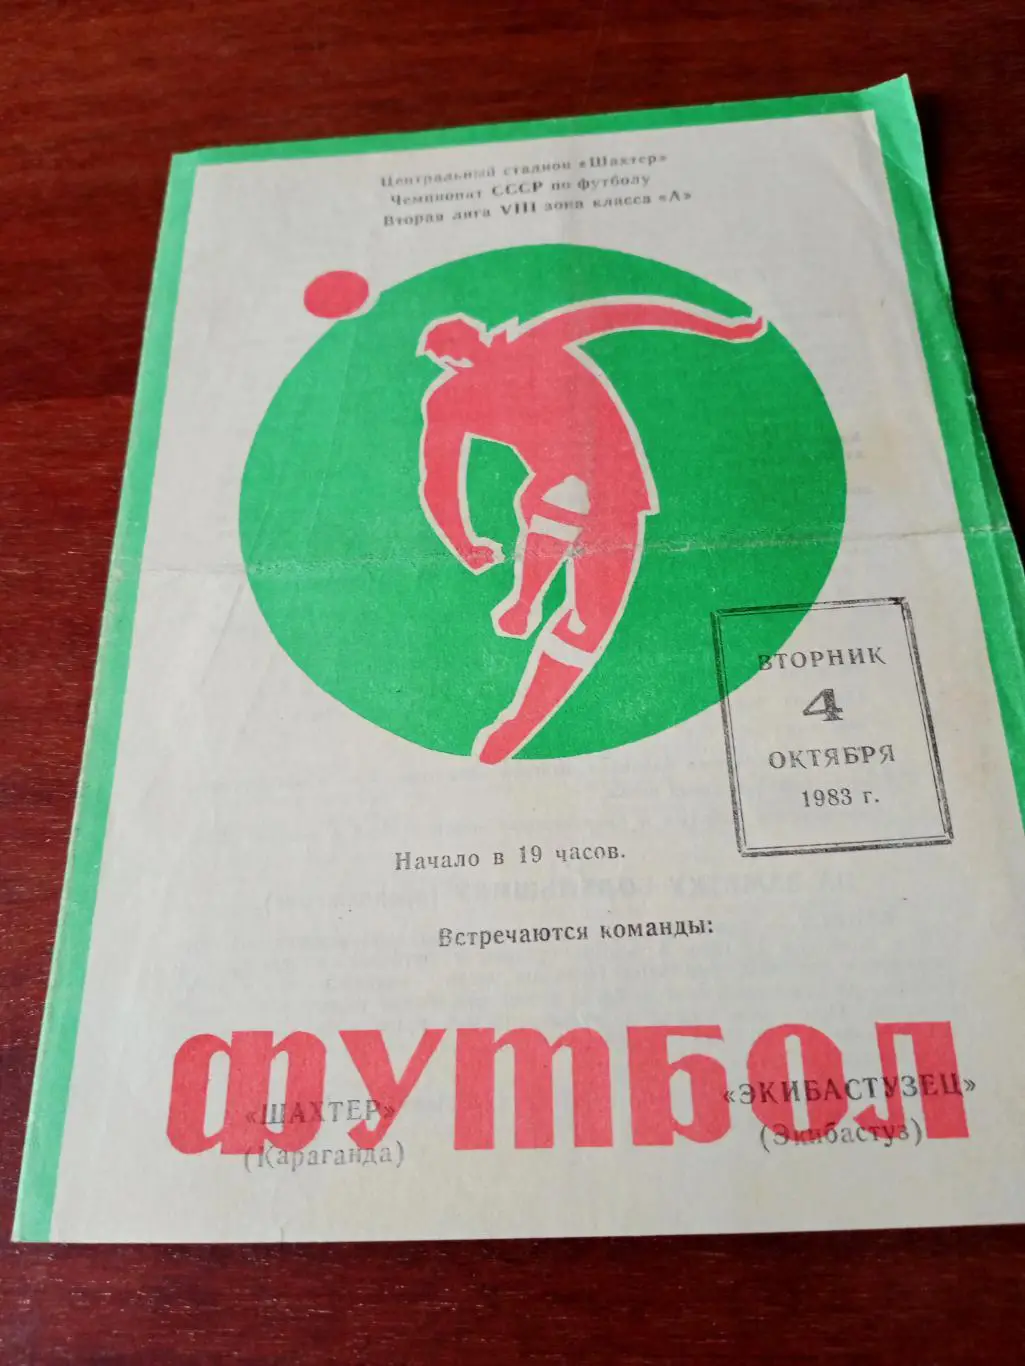 Центральный стадион «Шахтер»
Чемпионат СССР по футболу
Вторая лига VIII зона класса «А»
ВТОРНИК
4
ОКТЯБРЯ
1983 г.
Начало в 19 часов.
Встречаются команды:
ФУТБОЛ
«ШАХТЕР»
(Караганда)
«ЭКИБАСТУЗЕЦ»
(Экибастуз)